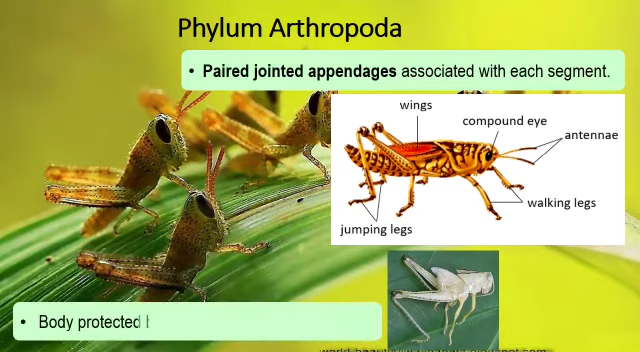 Phylum Arthropoda
• Paired jointed appendages associated with each segment.
wings
compound eye
antennae
walking legs
jumping legs
• Body protected